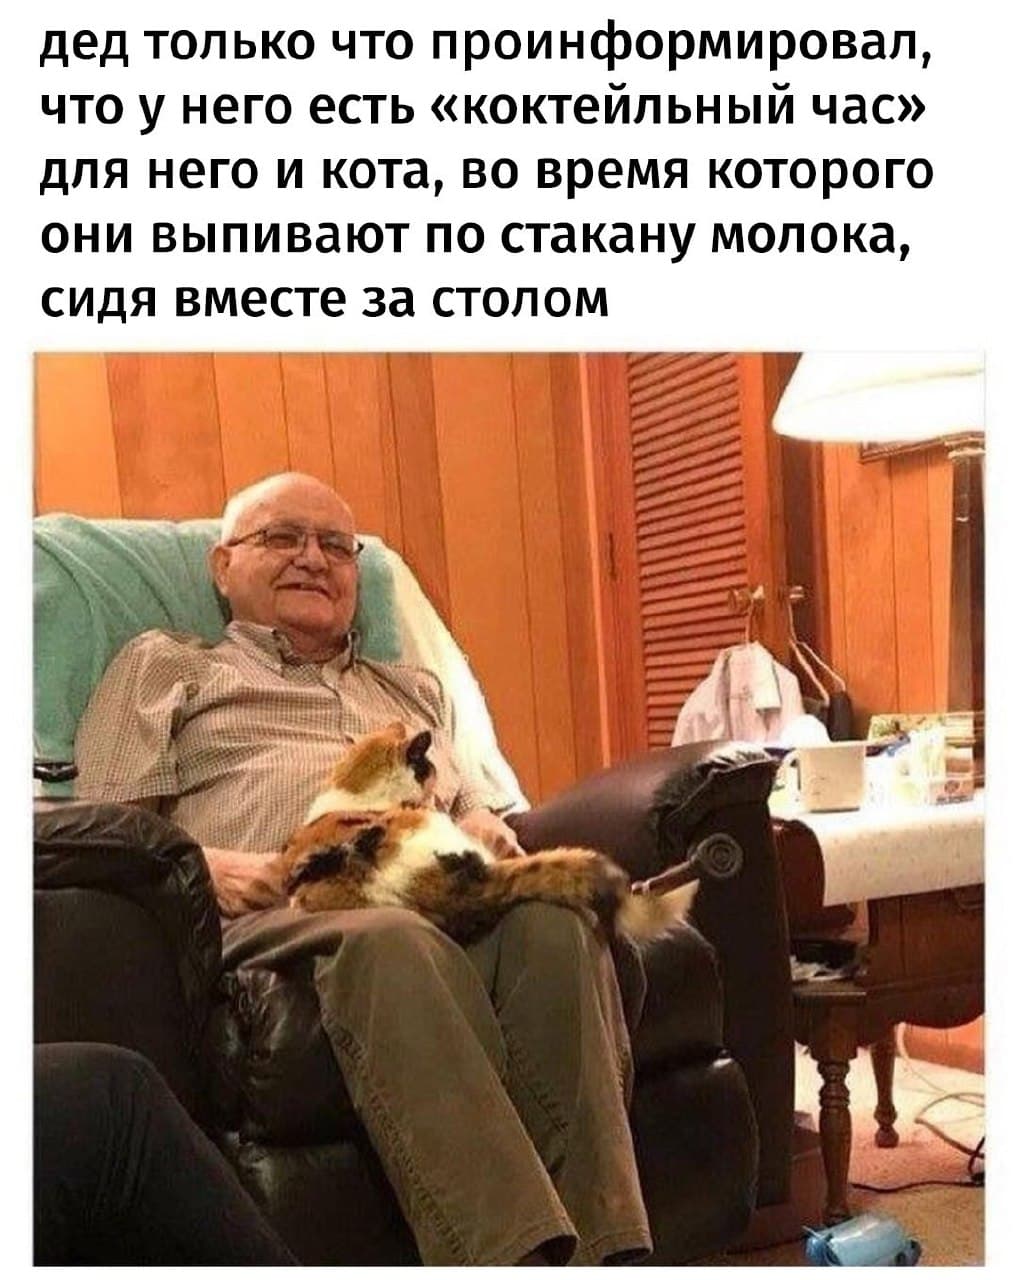 дед только что проинформировал,
что у него есть «коктейльный час»
для него и кота, во время которого
они выпивают по стакану молока,
сидя вместе за столом